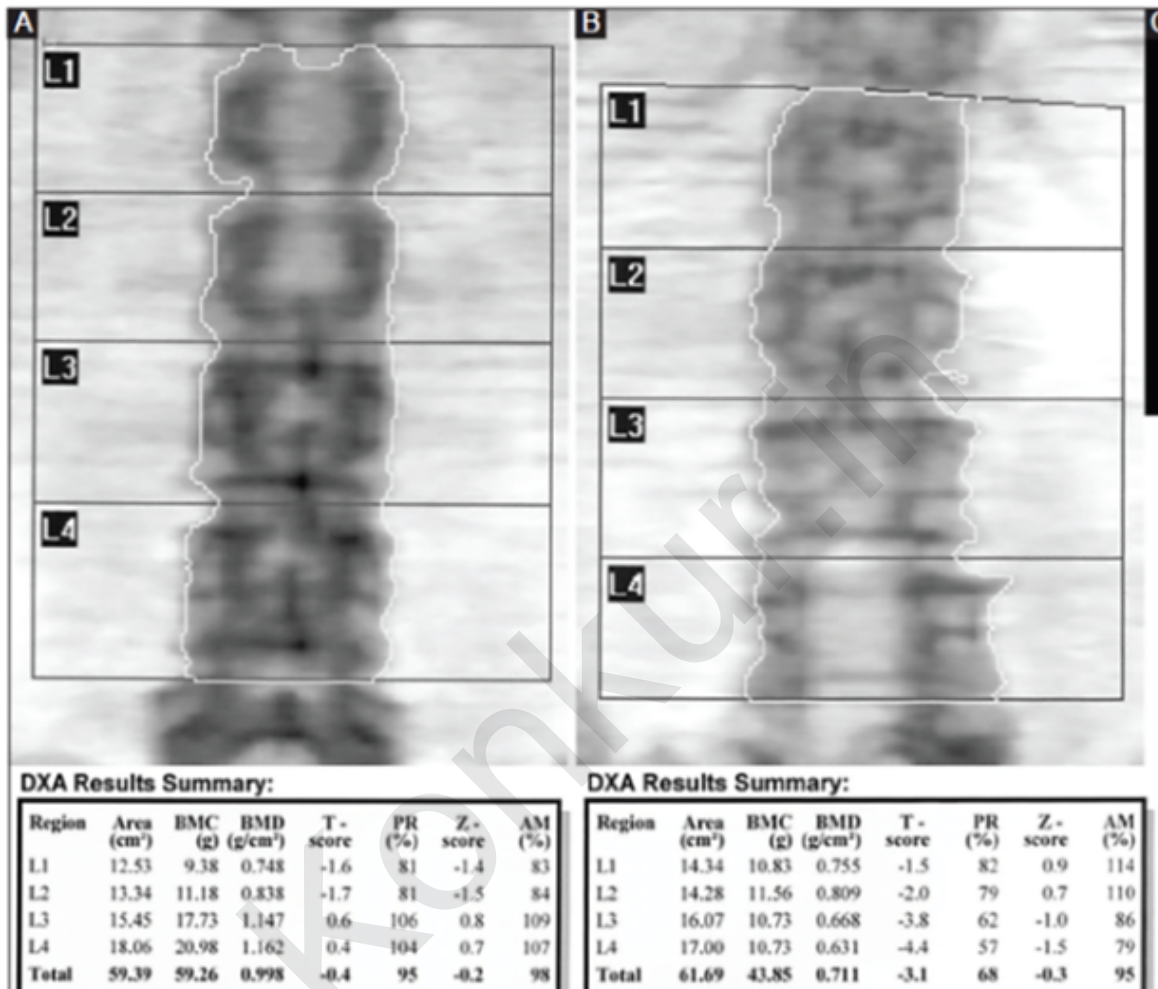 A
L1
L2
L3
L4
DXA Results Summary:
Region Area (cm²) BMC (g) BMD (g/cm²) T - score PR (%) Z - score AM (%)
L1 12.53 9.38 0.748 -1.6 81 -1.4 83
L2 13.34 11.18 0.838 -1.7 81 -1.5 84
L3 15.45 17.73 1.147 0.6 106 0.8 109
L4 18.06 20.98 1.162 0.4 104 0.7 107
Total 59.39 59.26 0.998 -0.4 95 -0.2 98
B
L1
L2
L3
L4
DXA Results Summary:
Region Area (cm²) BMC (g) BMD (g/cm²) T - score PR (%) Z - score AM (%)
L1 14.34 10.83 0.755 -1.5 82 0.9 114
L2 14.28 11.56 0.809 -2.0 79 0.7 110
L3 16.07 10.73 0.668 -3.8 62 -1.0 86
L4 17.00 10.73 0.631 -4.4 57 -1.5 79
Total 61.69 43.85 0.711 -3.1 68 -0.3 95
konkur.in